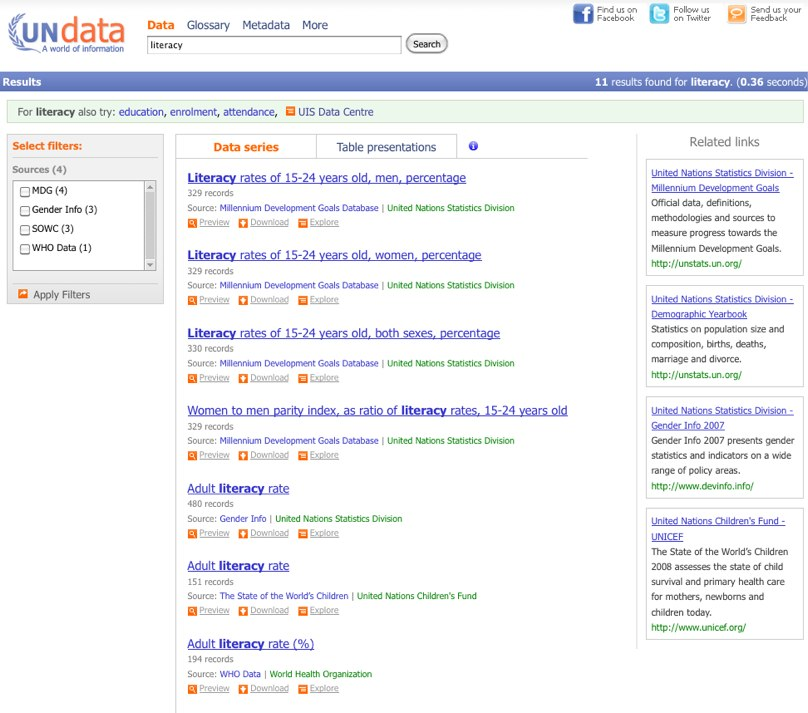 UNdata
A world of information
Data Glossary Metadata More
literacy
Search
Find us on
Facebook
Follow us
on Twitter
Send us your
Feedback
Results
11 results found for literacy. (0.36 seconds)
For literacy also try: education, enrolment, attendance, UIS Data Centre
Select filters:
Sources (4)
MDG (4)
Gender Info (3)
SOWC (3)
WHO Data (1)
Apply Filters
Data series
Table presentations
Literacy rates of 15-24 years old, men, percentage
329 records
Source: Millennium Development Goals Database | United Nations Statistics Division
Preview Download Explore
Literacy rates of 15-24 years old, women, percentage
329 records
Source: Millennium Development Goals Database | United Nations Statistics Division
Preview Download Explore
Literacy rates of 15-24 years old, both sexes, percentage
330 records
Source: Millennium Development Goals Database | United Nations Statistics Division
Preview Download Explore
Women to men parity index, as ratio of literacy rates, 15-24 years old
329 records
Source: Millennium Development Goals Database | United Nations Statistics Division
Preview Download Explore
Adult literacy rate
480 records
Source: Gender Info | United Nations Statistics Division
Preview Download Explore
Adult literacy rate
151 records
Source: The State of the World's Children | United Nations Children's Fund
Preview Download Explore
Adult literacy rate (%)
194 records
Source: WHO Data | World Health Organization
Preview Download Explore
Related links
United Nations Statistics Division -
Millennium Development Goals
Official data, definitions,
methodologies and sources to
measure progress towards the
Millennium Development Goals.
http://unstats.un.org/
United Nations Statistics Division -
Demographic Yearbook
Statistics on population size and
composition, births, deaths,
marriage and divorce.
http://unstats.un.org/
United Nations Statistics Division -
Gender Info 2007
Gender Info 2007 presents gender
statistics and indicators on a wide
range of policy areas.
http://www.devinfo.info/
United Nations Children's Fund -
UNICEF
The State of the World's Children
2008 assesses the state of child
survival and primary health care
for mothers, newborns and
children today.
http://www.unicef.org/